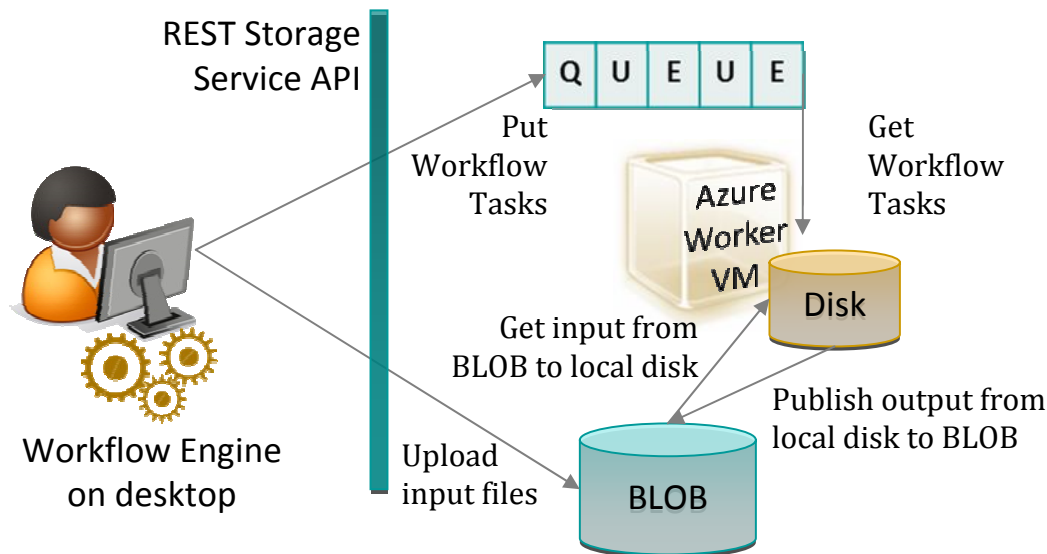 REST Storage
Service API
Q U E U E
Put
Workflow
Tasks
Get
Workflow
Tasks
Azure
Worker
VM
Disk
Get input from
BLOB to local disk
Publish output from
local disk to BLOB
Workflow Engine
on desktop
Upload
input files
BLOB